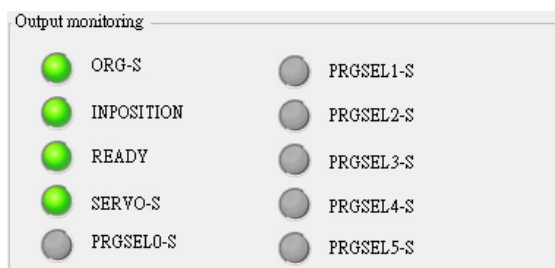 Output monitoring
ORG-S
INPOSITION
READY
SERVO-S
PRGSEL0-S
PRGSEL1-S
PRGSEL2-S
PRGSEL3-S
PRGSEL4-S
PRGSEL5-S